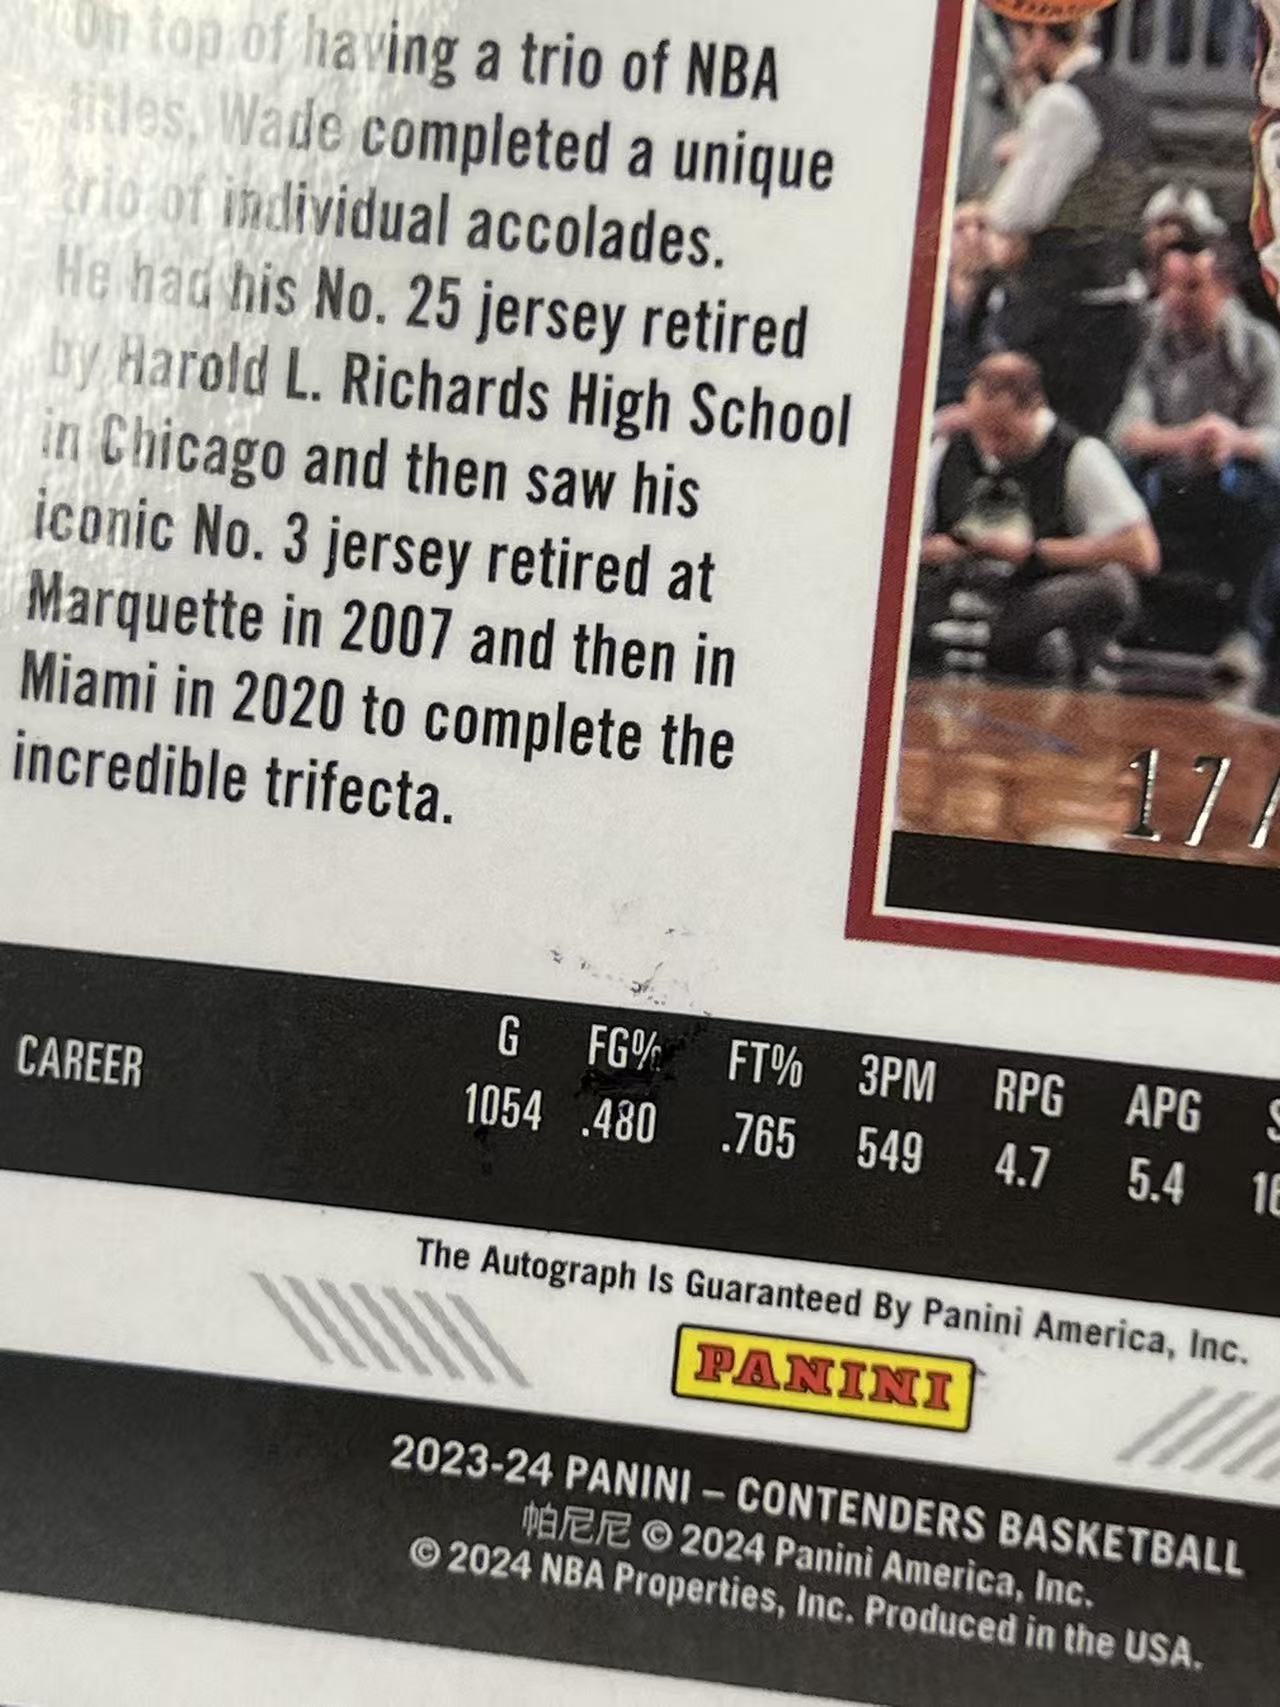 On top of having a trio of NBA
titles, Wade completed a unique
trio of individual accolades.
He had his No. 25 jersey retired
by Harold L. Richards High School
in Chicago and then saw his
iconic No. 3 jersey retired at
Marquette in 2007 and then in
Miami in 2020 to complete the
incredible trifecta.
17/
G FG% FT% 3PM RPG APG S
CAREER 1054 .480 .765 549 4.7 5.4
The Autograph Is Guaranteed By Panini America, Inc.
PANINI
2023-24 PANINI – CONTENDERS BASKETBALL
帕尼尼 © 2024 Panini America, Inc.
© 2024 NBA Properties, Inc. Produced in the USA.